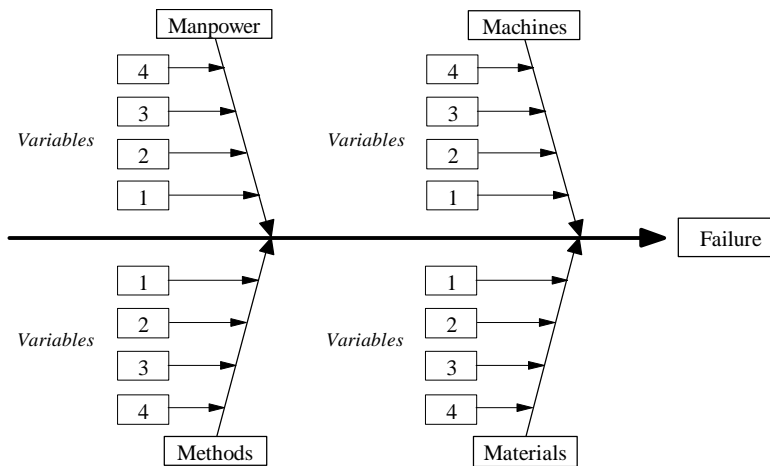 Manpower
Machines
4
4
3
3
Variables
Variables
2
2
1
1
Failure
1
1
2
2
Variables
Variables
3
3
4
4
Methods
Materials